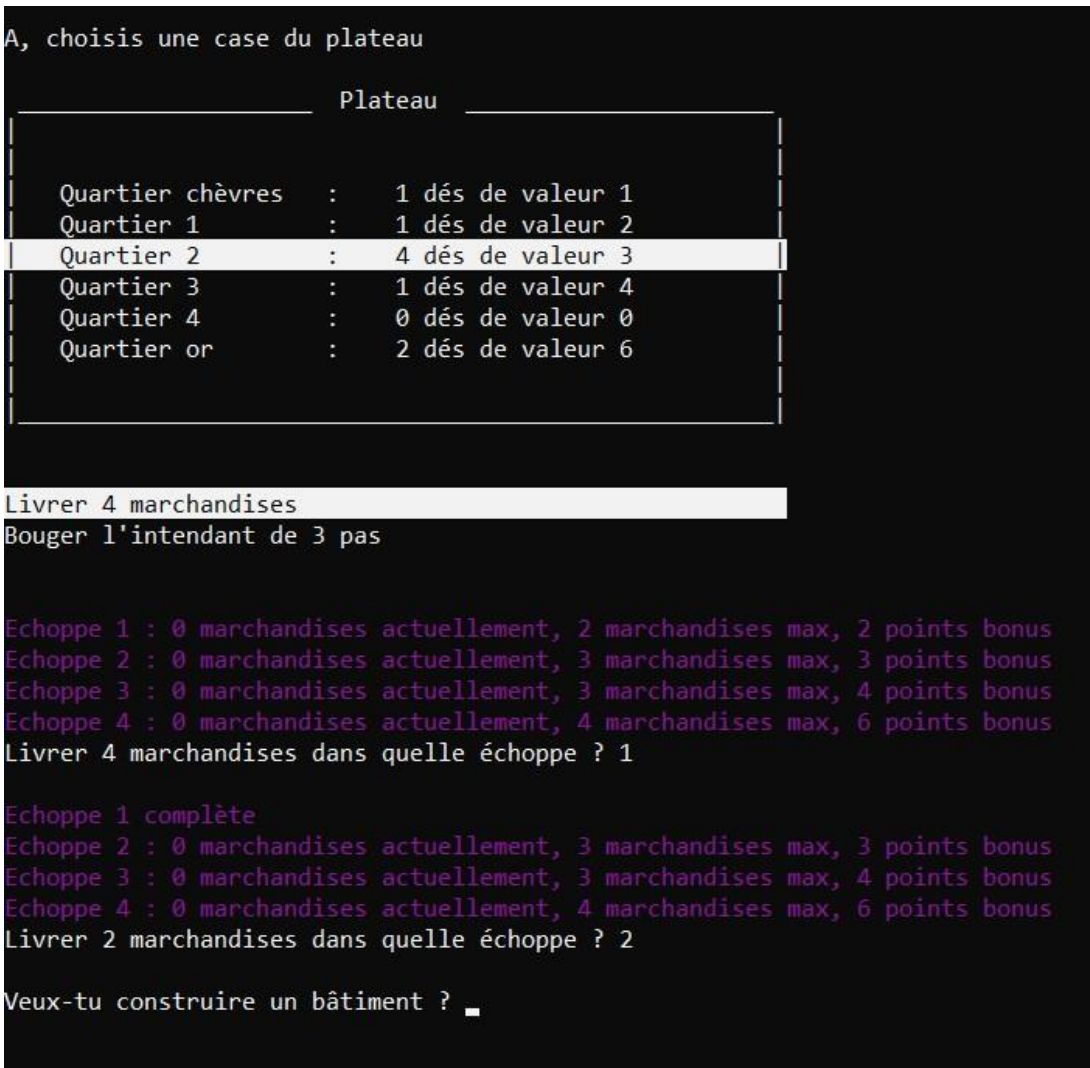 A, choisis une case du plateau
Plateau
Quartier chèvres : 1 dés de valeur 1
Quartier 1 : 1 dés de valeur 2
Quartier 2 : 4 dés de valeur 3
Quartier 3 : 1 dés de valeur 4
Quartier 4 : 0 dés de valeur 0
Quartier or : 2 dés de valeur 6
Livrer 4 marchandises
Bouger l'intendant de 3 pas
Echoppe 1 : 0 marchandises actuellement, 2 marchandises max, 2 points bonus
Echoppe 2 : 0 marchandises actuellement, 3 marchandises max, 3 points bonus
Echoppe 3 : 0 marchandises actuellement, 3 marchandises max, 4 points bonus
Echoppe 4 : 0 marchandises actuellement, 4 marchandises max, 6 points bonus
Livrer 4 marchandises dans quelle échoppe ? 1
Echoppe 1 complète
Echoppe 2 : 0 marchandises actuellement, 3 marchandises max, 3 points bonus
Echoppe 3 : 0 marchandises actuellement, 3 marchandises max, 4 points bonus
Echoppe 4 : 0 marchandises actuellement, 4 marchandises max, 6 points bonus
Livrer 2 marchandises dans quelle échoppe ? 2
Veux-tu construire un bâtiment ?